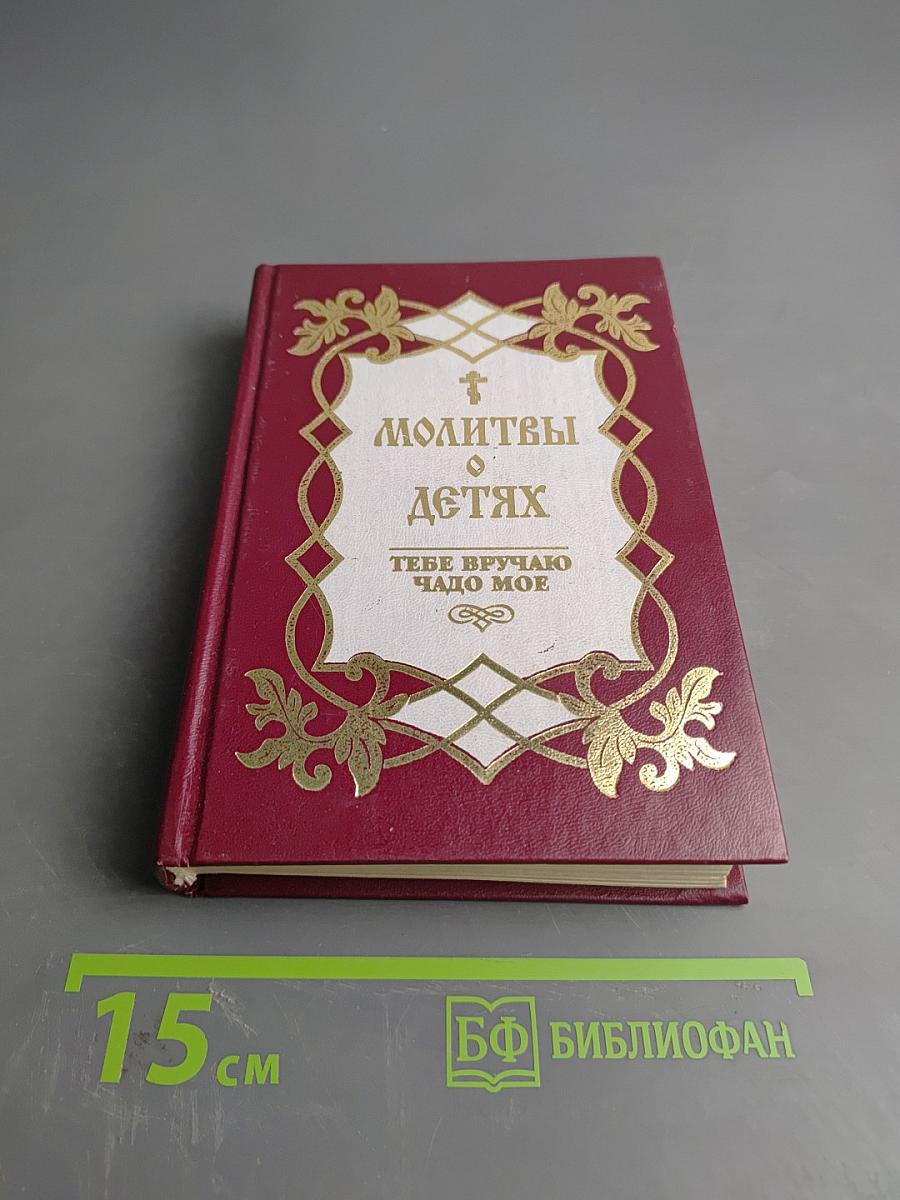 МОЛИТВЫ
О
ДЕТЯХ
ТЕБЕ ВРУЧАЮ
ЧАДО МОЕ
15 см
БФ БИБЛИОФАН